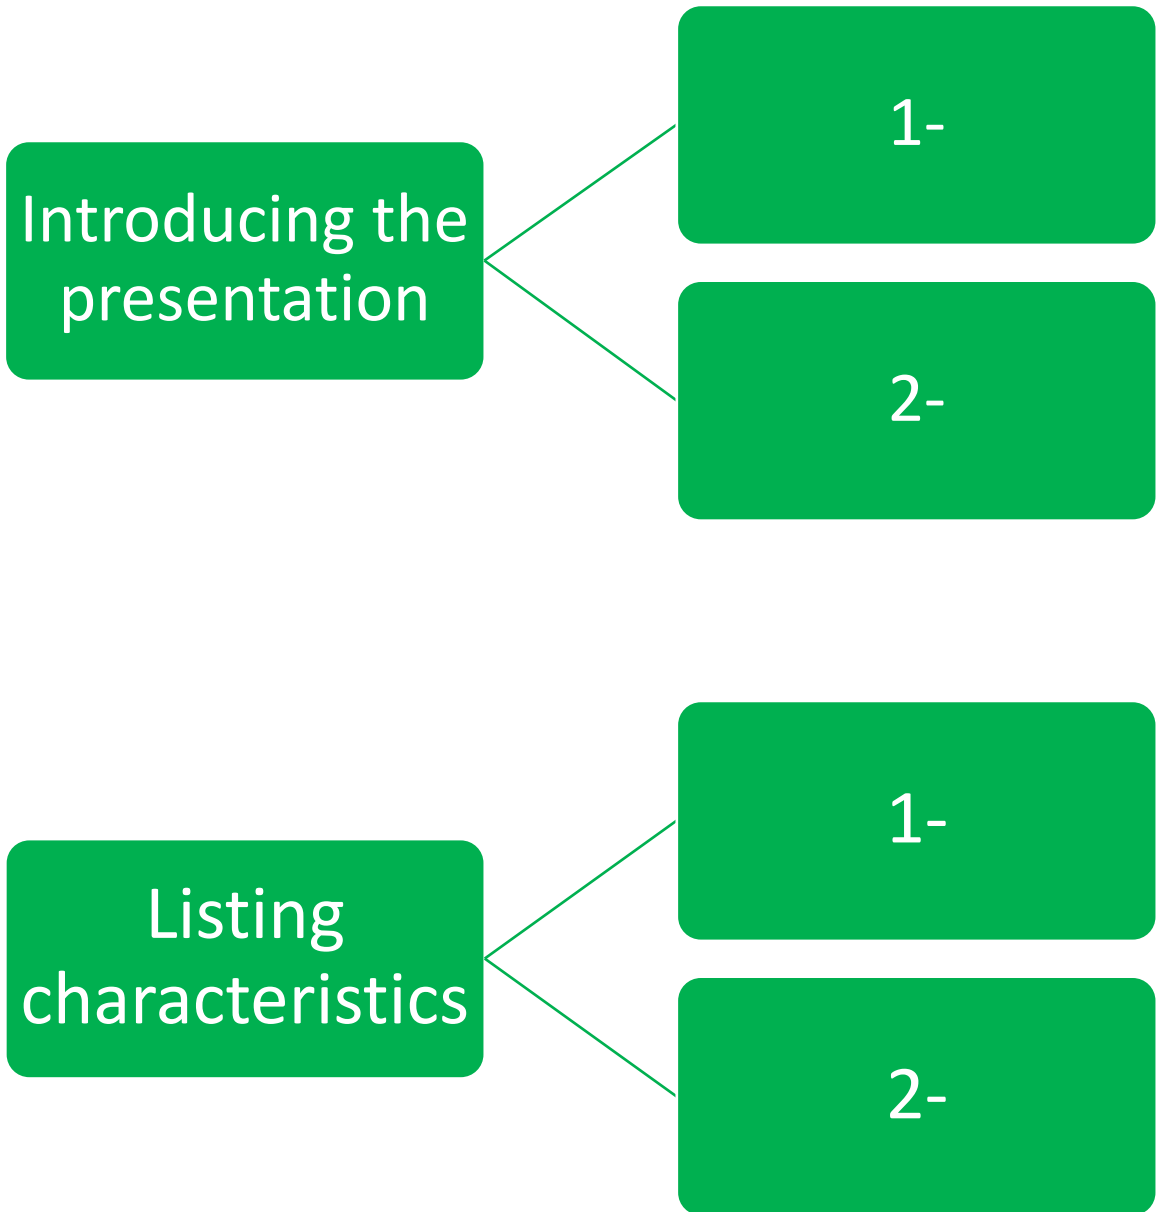 Introducing the
presentation
1-
2-
Listing
characteristics
1-
2-